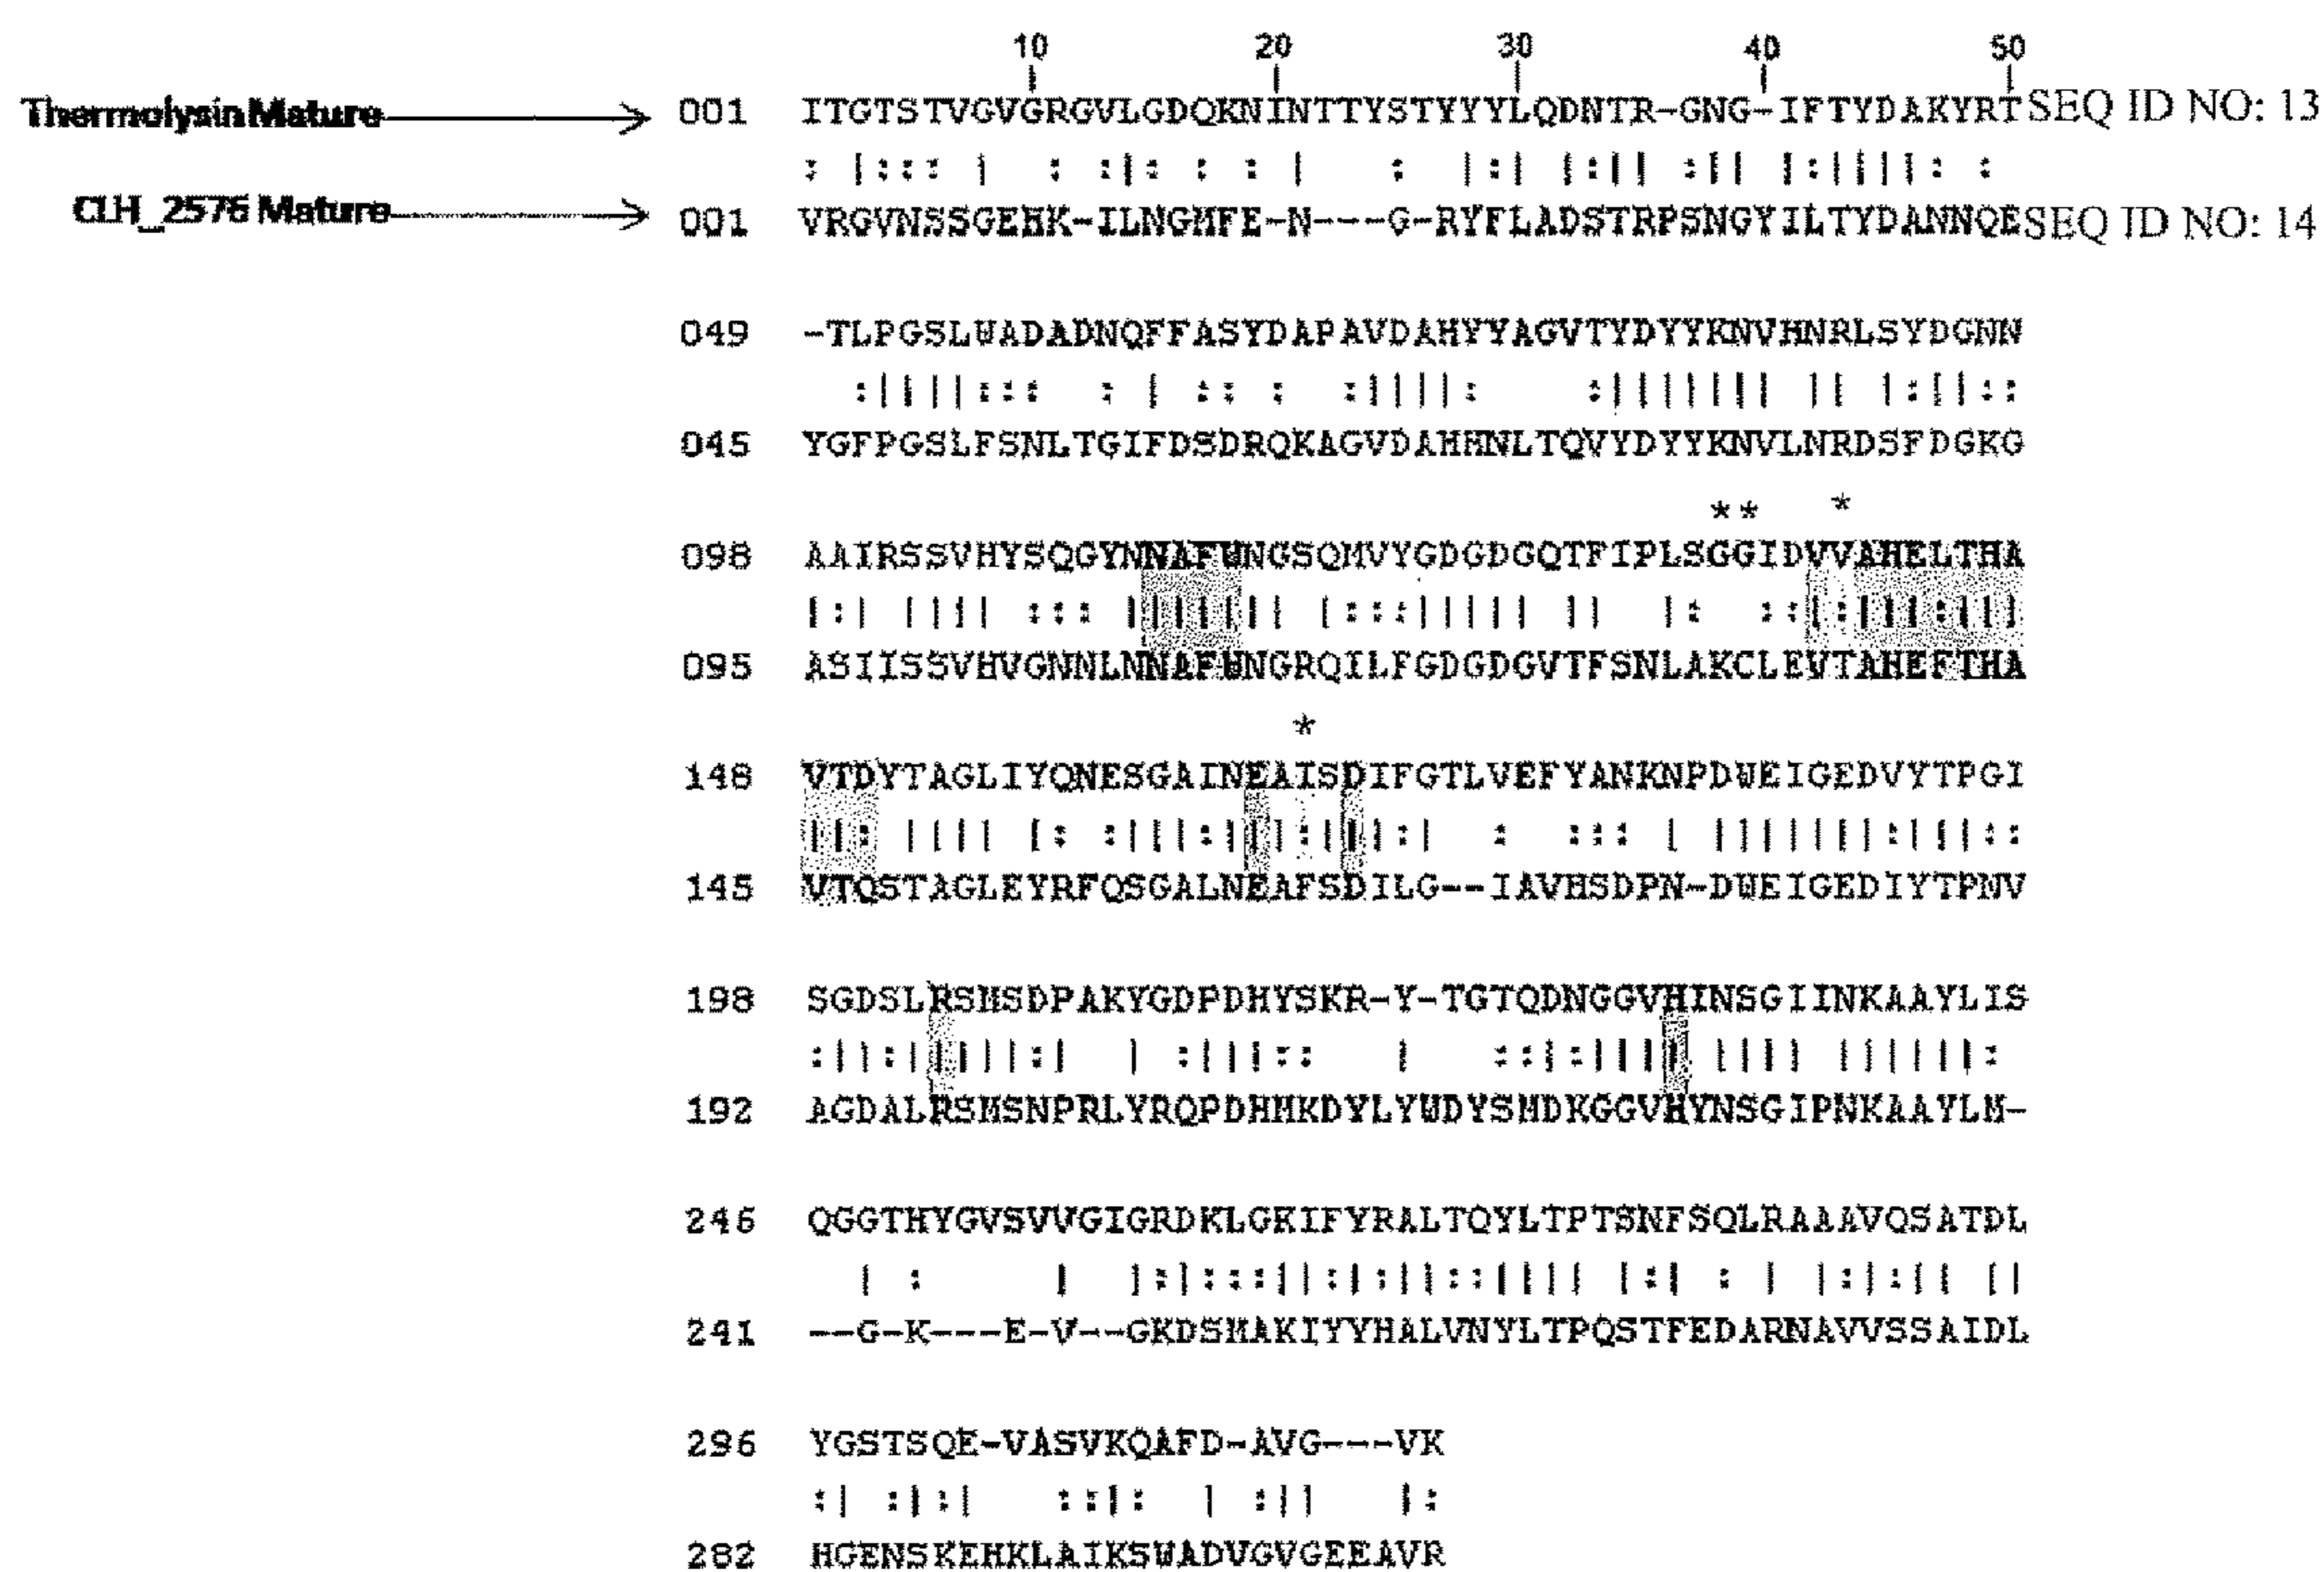 10 20 30 40 50
Thermolysin Mature 001 ITGTSTVGVGRGVLGDQKNINTTYSTYYYLQDNTR-GNG-IFTYDAKYRT SEQ ID NO: 13
: |::: | : :|: : : | : |:| |:|| :|| |:||||: :
CLH_2576 Mature 001 VRGVNSSGEHK-ILNGMFE-N---G-RYFLADSTRPSNGYILTYDANNQE SEQ ID NO: 14
049 -TLPGSLWADADNQFFASYDAPAVDAHYYAGVTYDYYKNVHNRLSYDGNN
:||||::: : | :: : :||||: :||||||| || |:||::
045 YGFPGSLFSNLTGIFDSDRQKAGVDAHHNLTQVYDYYKNVLNRDSFDGKG
** *
098 AAIRSSVHYSQGYNNAFWNGSQMVYGDGDGQTFIPLSGGIDVVAHELTHA
|:| |||| ::: ||||||| |:::||||| || |: ::|:|||:|||
095 ASIISSVHVGNNLNNAFWNGRQILFGDGDGVTFSNLAKCLEVTAHEFTHA
*
148 VTDYTAGLIYQNESGAINEAISDIFGTLVEFYANKNPDWEIGEDVYTPGI
||: |||| |: :|||:|||:|||:| : ::: | |||||||:|||::
145 VTQSTAGLEYRFQSGALNEAFSDILG--IAVHSDPN-DWEIGEDIYTPNV
198 SGDSLRSMSDPAKYGDPDHYSKR-Y-TGTQDNGGVHINSGIINKAAYLIS
:||:|||||:| | :|||:: | ::|:|||| |||| ||||||:
192 AGDALRSMSNPRLYRQPDHMKDYLYWDYSMDKGGVHYNSGIPNKAAYLM-
246 QGGTHYGVSVVGIGRDKLGKIFYRALTQYLTPTSNFSQLRAAAVQSATDL
| : | |:|:::||:|:||::|||| |:| : | |:|:|| ||
241 --G-K---E-V--GKDSMAKIYYHALVNYLTPQSTFEDARNAVVSSAIDL
296 YGSTSQE-VASVKQAFD-AVG---VK
:| :|:| ::|: | :|| |:
282 HGENSKEHKLAIKSWADVGVGEEAVR